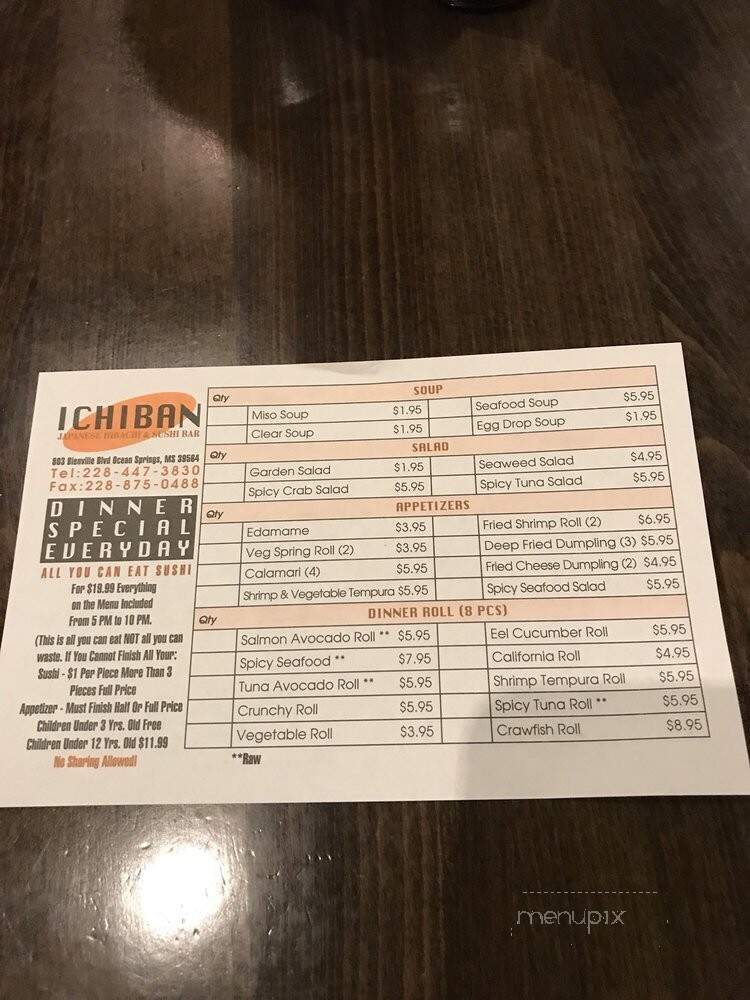 ICHIBAN
JAPANESE HIBACHI & SUSHI BAR
803 Bienville Blvd Ocean Springs, MS 39564
Tel:228-447-3830
Fax:228-875-0488
DINNER
SPECIAL
EVERYDAY
ALL YOU CAN EAT SUSHI
For $19.99 Everything
on the Menu Included
From 5 PM to 10 PM.
(This is all you can eat NOT all you can
waste. If You Cannot Finish All Your:
Sushi - $1 Per Piece More Than 3
Pieces Full Price
Appetizer - Must Finish Half Or Full Price
Children Under 3 Yrs. Old Free
Children Under 12 Yrs. Old $11.99
No Sharing Allowed!
Qty SOUP
Miso Soup $1.95 Seafood Soup $5.95
Clear Soup $1.95 Egg Drop Soup $1.95
Qty SALAD
Garden Salad $1.95 Seaweed Salad $4.95
Spicy Crab Salad $5.95 Spicy Tuna Salad $5.95
Qty APPETIZERS
Edamame $3.95 Fried Shrimp Roll (2) $6.95
Veg Spring Roll (2) $3.95 Deep Fried Dumpling (3) $5.95
Calamari (4) $5.95 Fried Cheese Dumpling (2) $4.95
Shrimp & Vegetable Tempura $5.95 Spicy Seafood Salad $5.95
Qty DINNER ROLL (8 PCS)
Salmon Avocado Roll ** $5.95 Eel Cucumber Roll $5.95
Spicy Seafood ** $7.95 California Roll $4.95
Tuna Avocado Roll ** $5.95 Shrimp Tempura Roll $5.95
Crunchy Roll $5.95 Spicy Tuna Roll ** $5.95
Vegetable Roll $3.95 Crawfish Roll $8.95
**Raw
menupix